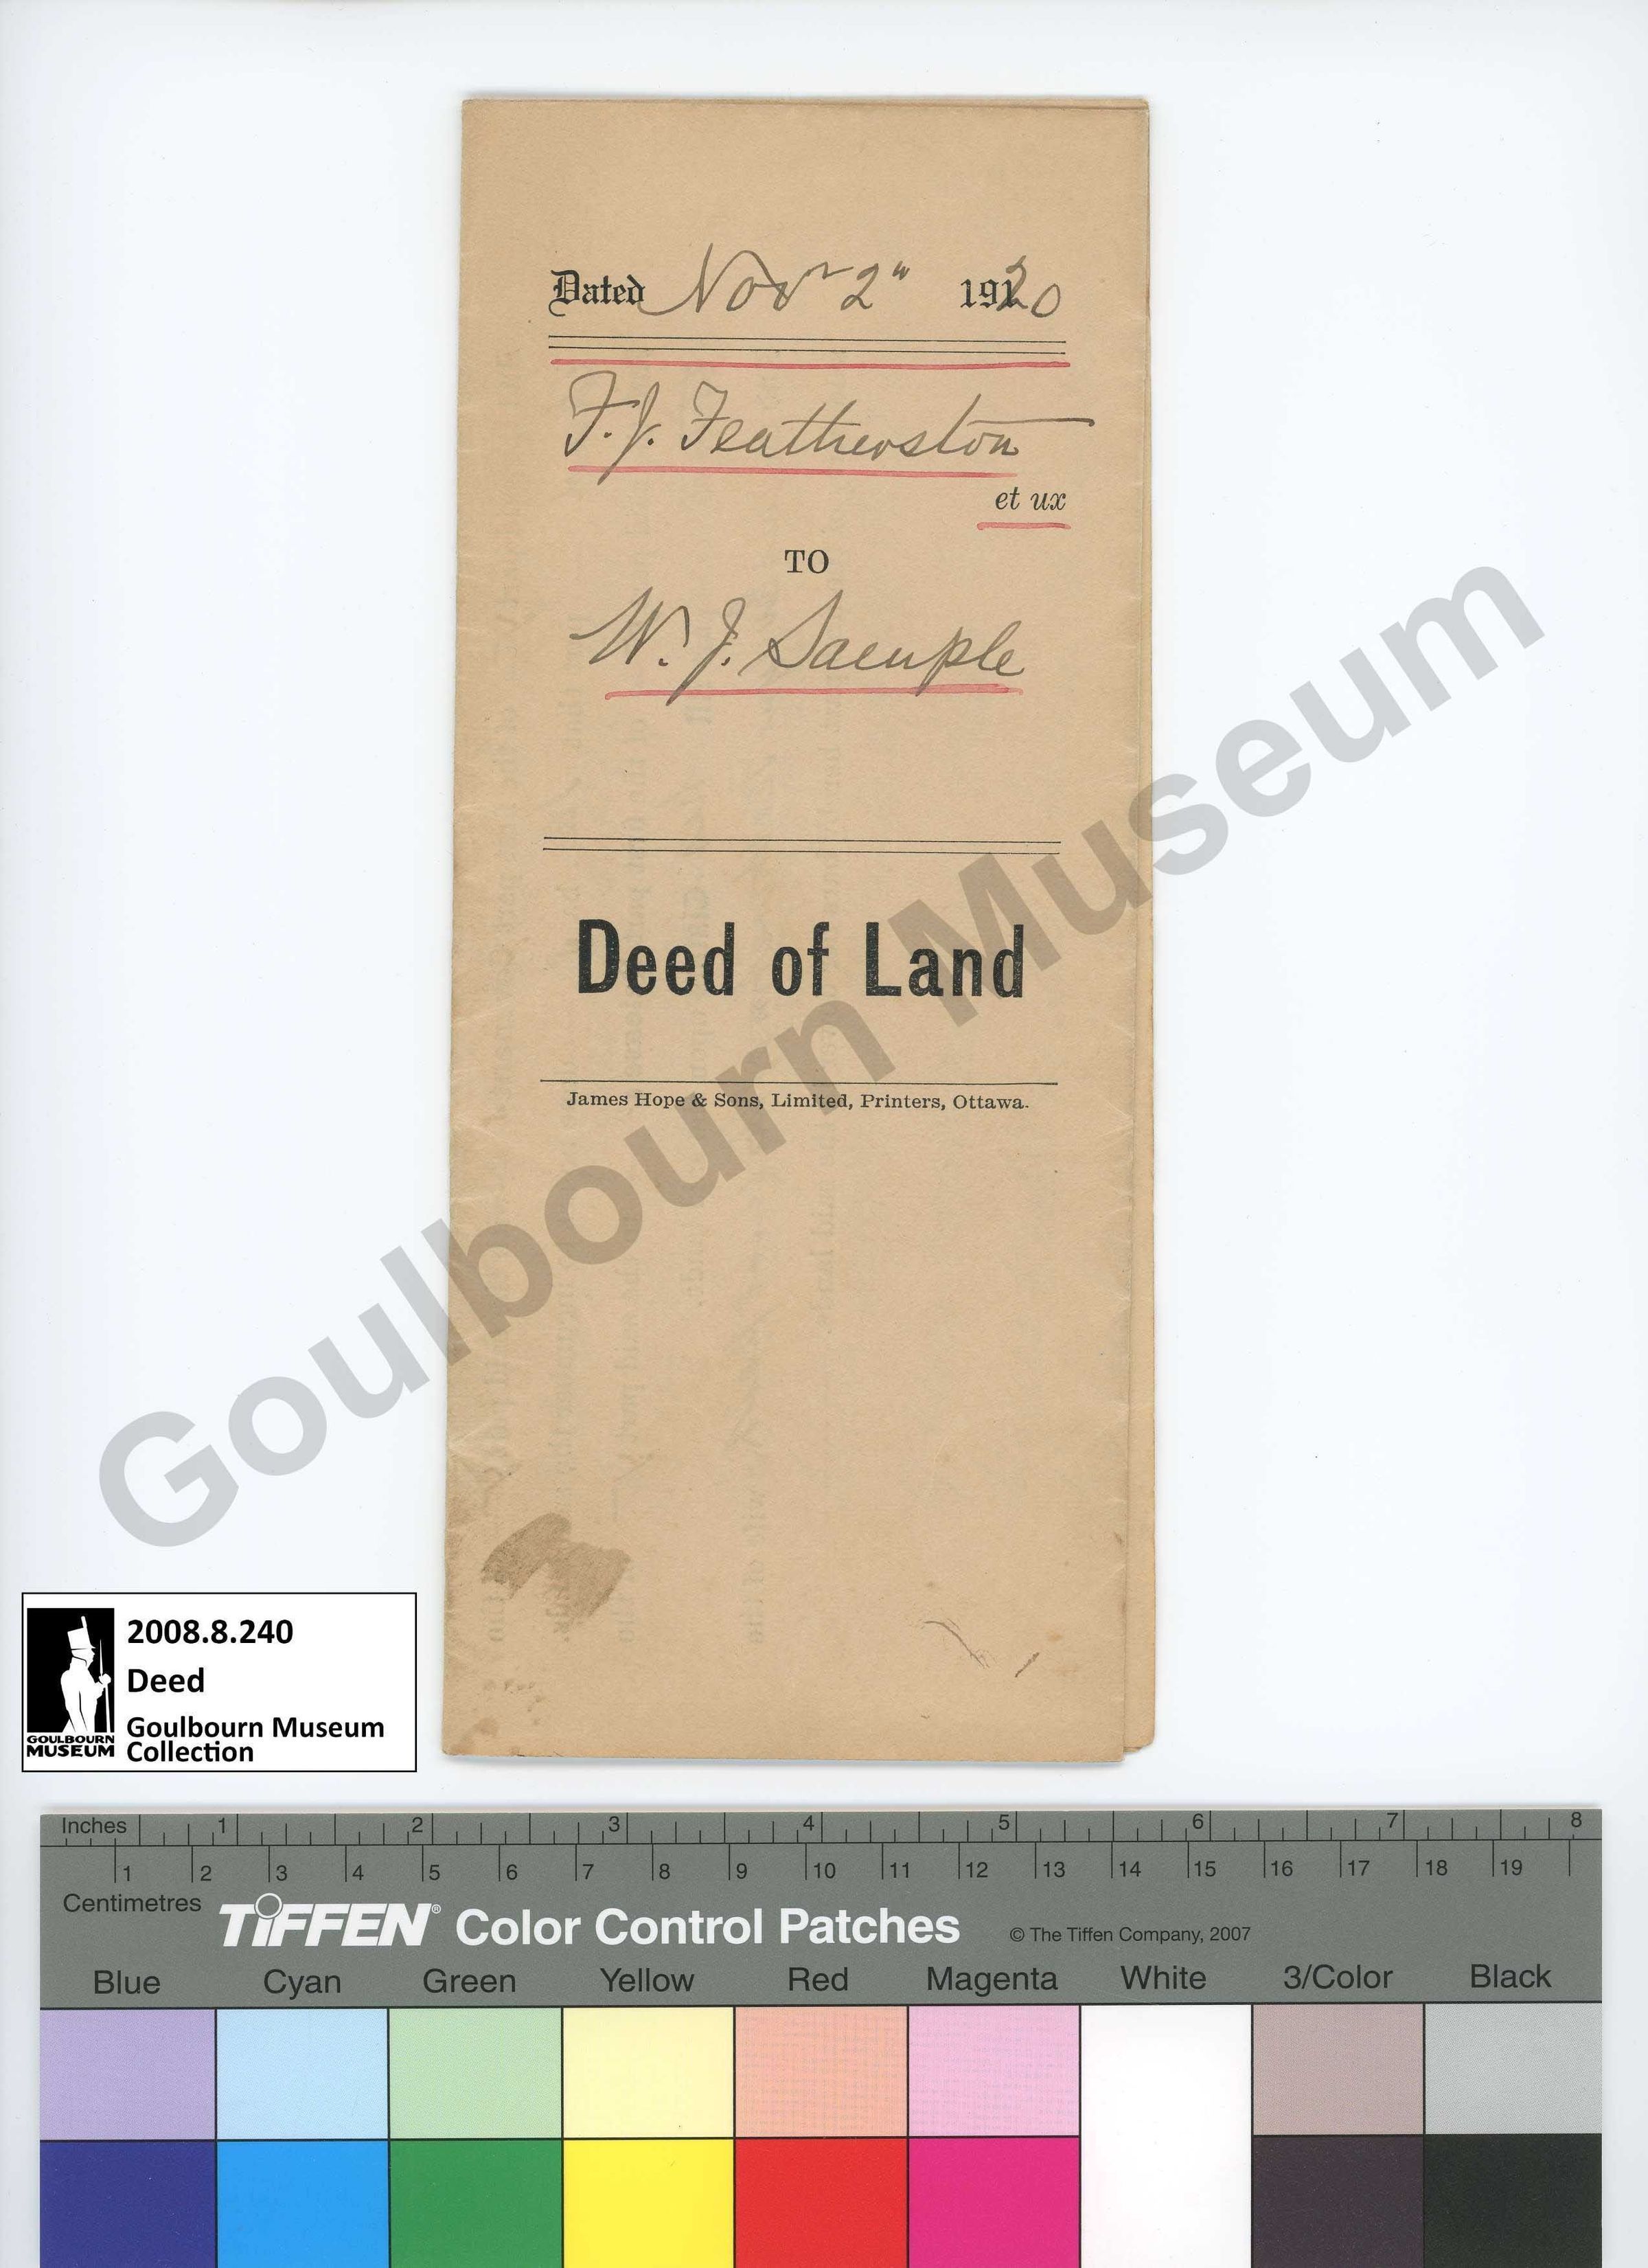 Dated Novr 2" 1920
F. J. Featherston
et ux
TO
W. J. Saemple
Deed of Land
James Hope & Sons, Limited, Printers, Ottawa.
Goulbourn Museum
2008.8.240
Deed
Goulbourn Museum
Collection
GOULBOURN
MUSEUM
Inches 1 2 3 4 5 6 7 8
1 2 3 4 5 6 7 8 9 10 11 12 13 14 15 16 17 18 19
Centimetres
TIFFEN® Color Control Patches © The Tiffen Company, 2007
Blue Cyan Green Yellow Red Magenta White 3/Color Black